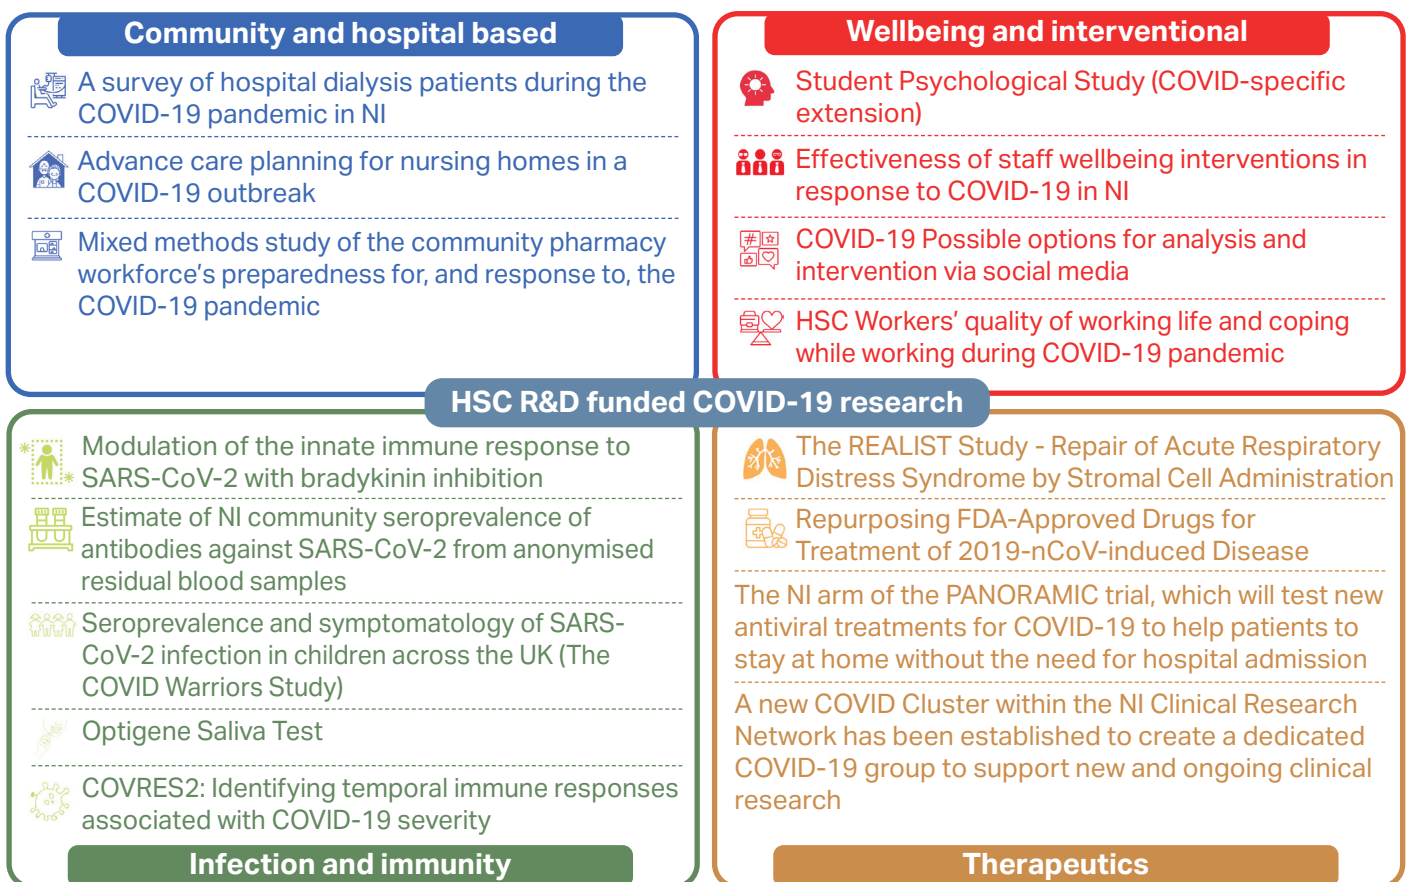 Community and hospital based
A survey of hospital dialysis patients during the
COVID-19 pandemic in NI
Advance care planning for nursing homes in a
COVID-19 outbreak
Mixed methods study of the community pharmacy
workforce's preparedness for, and response to, the
COVID-19 pandemic
Wellbeing and interventional
Student Psychological Study (COVID-specific
extension)
Effectiveness of staff wellbeing interventions in
response to COVID-19 in NI
COVID-19 Possible options for analysis and
intervention via social media
HSC Workers' quality of working life and coping
while working during COVID-19 pandemic
HSC R&D funded COVID-19 research
Modulation of the innate immune response to
SARS-CoV-2 with bradykinin inhibition
Estimate of NI community seroprevalence of
antibodies against SARS-CoV-2 from anonymised
residual blood samples
Seroprevalence and symptomatology of SARS-
CoV-2 infection in children across the UK (The
COVID Warriors Study)
Optigene Saliva Test
COVRES2: Identifying temporal immune responses
associated with COVID-19 severity
Infection and immunity
The REALIST Study - Repair of Acute Respiratory
Distress Syndrome by Stromal Cell Administration
Repurposing FDA-Approved Drugs for
Treatment of 2019-nCoV-induced Disease
The NI arm of the PANORAMIC trial, which will test new
antiviral treatments for COVID-19 to help patients to
stay at home without the need for hospital admission
A new COVID Cluster within the NI Clinical Research
Network has been established to create a dedicated
COVID-19 group to support new and ongoing clinical
research
Therapeutics